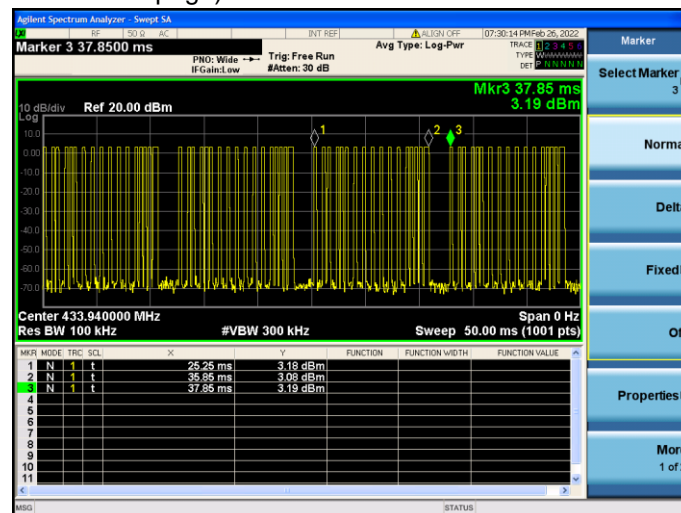 Agilent Spectrum Analyzer - Swept SA
RF 50 Ω AC INT REF ALIGN OFF 07:30:14 PM Feb 26, 2022
Marker 3 37.8500 ms
PNO: Wide
IFGain:Low
Trig: Free Run
#Atten: 30 dB
Avg Type: Log-Pwr
TRACE 1 2 3 4 5 6
TYPE W
DET P N N N N N
Mkr3 37.85 ms
3.19 dBm
10 dB/div Ref 20.00 dBm
Log
10.0
0.00
-10.0
-20.0
-30.0
-40.0
-50.0
-60.0
-70.0
1
2
3
Center 433.940000 MHz Span 0 Hz
Res BW 100 kHz #VBW 300 kHz Sweep 50.00 ms (1001 pts)
MKR MODE TRC SCL X Y FUNCTION FUNCTION WIDTH FUNCTION VALUE
1 N 1 t 25.25 ms 3.18 dBm
2 N 1 t 35.85 ms 3.08 dBm
3 N 1 t 37.85 ms 3.19 dBm
4
5
6
7
8
9
10
11
MSG STATUS
Marker
Select Marker
3
Norma
Delt
Fixed
Of
Properties
Mor
1 of